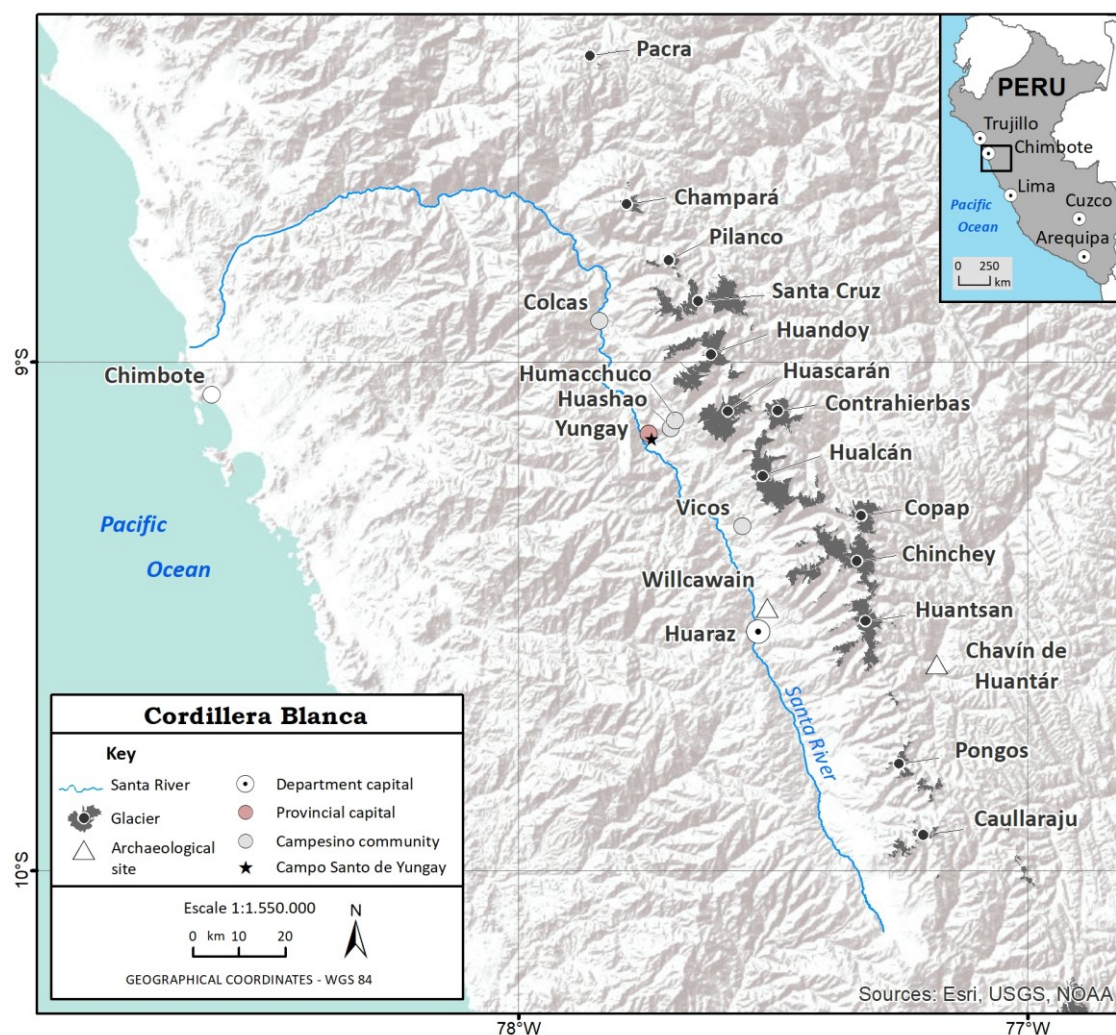 Pacra
Champará
Pilanco
Santa Cruz
Colcas
Huandoy
Humacchuco
Huascarán
Chimbote
Huashao
Contrahierbas
Yungay
Hualcán
Vicos
Copap
Pacific
Ocean
Chinchey
Willcawain
Huantsan
Huaraz
Chavín de
Huantár
Santa River
Pongos
Caullaraju
PERU
Trujillo
Chimbote
Lima
Pacific
Ocean
Cuzco
Arequipa
0 250
km
9°S
10°S
78°W
77°W
Cordillera Blanca
Key
Santa River
Glacier
Archaeological
site
Department capital
Provincial capital
Campesino community
Campo Santo de Yungay
Escale 1:1.550.000
N
0 km 10 20
GEOGRAPHICAL COORDINATES - WGS 84
Sources: Esri, USGS, NOAA